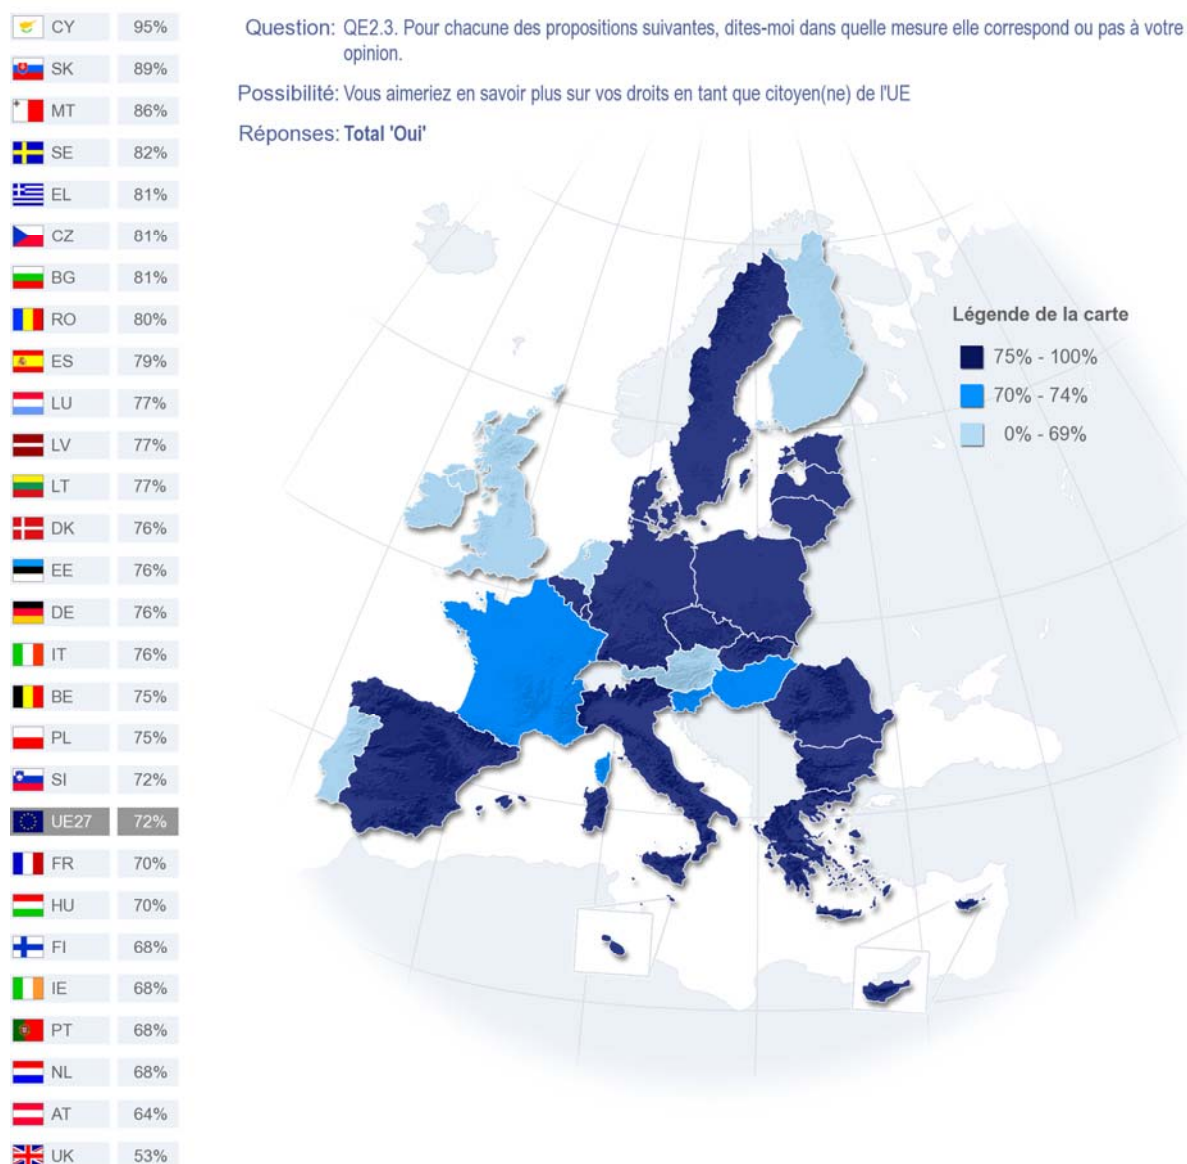 CY 95%
SK 89%
MT 86%
SE 82%
EL 81%
CZ 81%
BG 81%
RO 80%
ES 79%
LU 77%
LV 77%
LT 77%
DK 76%
EE 76%
DE 76%
IT 76%
BE 75%
PL 75%
SI 72%
UE27 72%
FR 70%
HU 70%
FI 68%
IE 68%
PT 68%
NL 68%
AT 64%
UK 53%
Question: QE2.3. Pour chacune des propositions suivantes, dites-moi dans quelle mesure elle correspond ou pas à votre
opinion.
Possibilité: Vous aimeriez en savoir plus sur vos droits en tant que citoyen(ne) de l'UE
Réponses: Total 'Oui'
Légende de la carte
75% - 100%
70% - 74%
0% - 69%